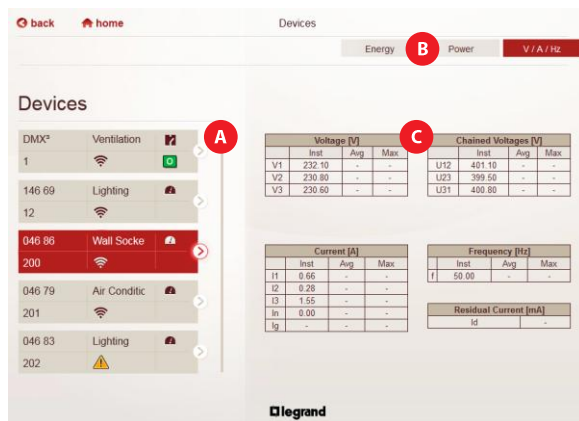 back home Devices
Energy B Power V / A / Hz
Devices
A
DMX³ Ventilation
1 0
146 69 Lighting
12
046 86 Wall Socke
200
046 79 Air Conditic
201
046 83 Lighting
202
C
Voltage [V]
Inst Avg Max
V1 232.10 - -
V2 230.80 - -
V3 230.60 - -
Chained Voltages [V]
Inst Avg Max
U12 401.10 - -
U23 399.50 - -
U31 400.80 - -
Current [A]
Inst Avg Max
I1 0.66 - -
I2 0.28 - -
I3 1.55 - -
In 0.00 - -
Ig - - -
Frequency [Hz]
Inst Avg Max
f 50.00 - -
Residual Current [mA]
Id -
legrand